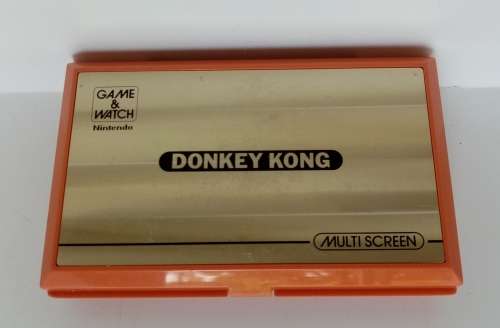 GAME
&
WATCH
Nintendo
DONKEY KONG
MULTI SCREEN